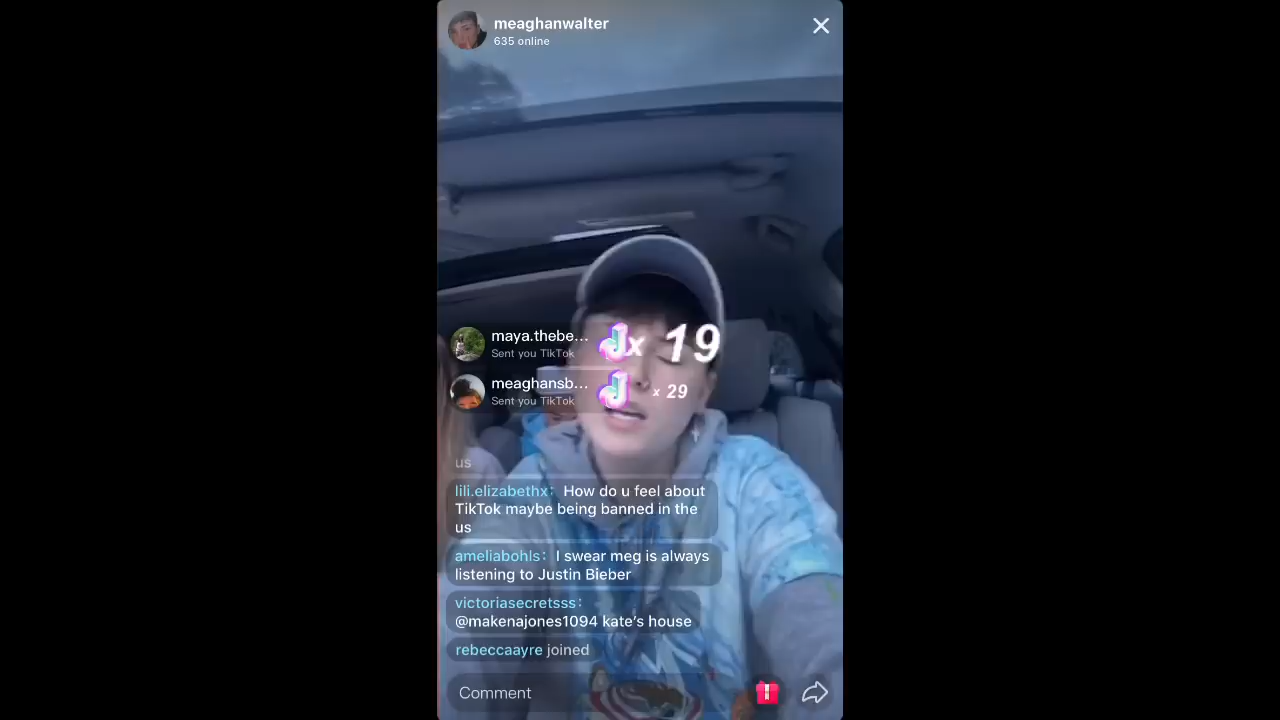 meaghanwalter
635 online
maya.thebe...
Sent you TikTok
x 19
meaghansb...
Sent you TikTok
x 29
us
lili.elizabethx: How do u feel about
TikTok maybe being banned in the
us
ameliabohls: I swear meg is always
listening to Justin Bieber
victoriasecretsss:
@makenajones1094 kate's house
rebeccaayre joined
Comment